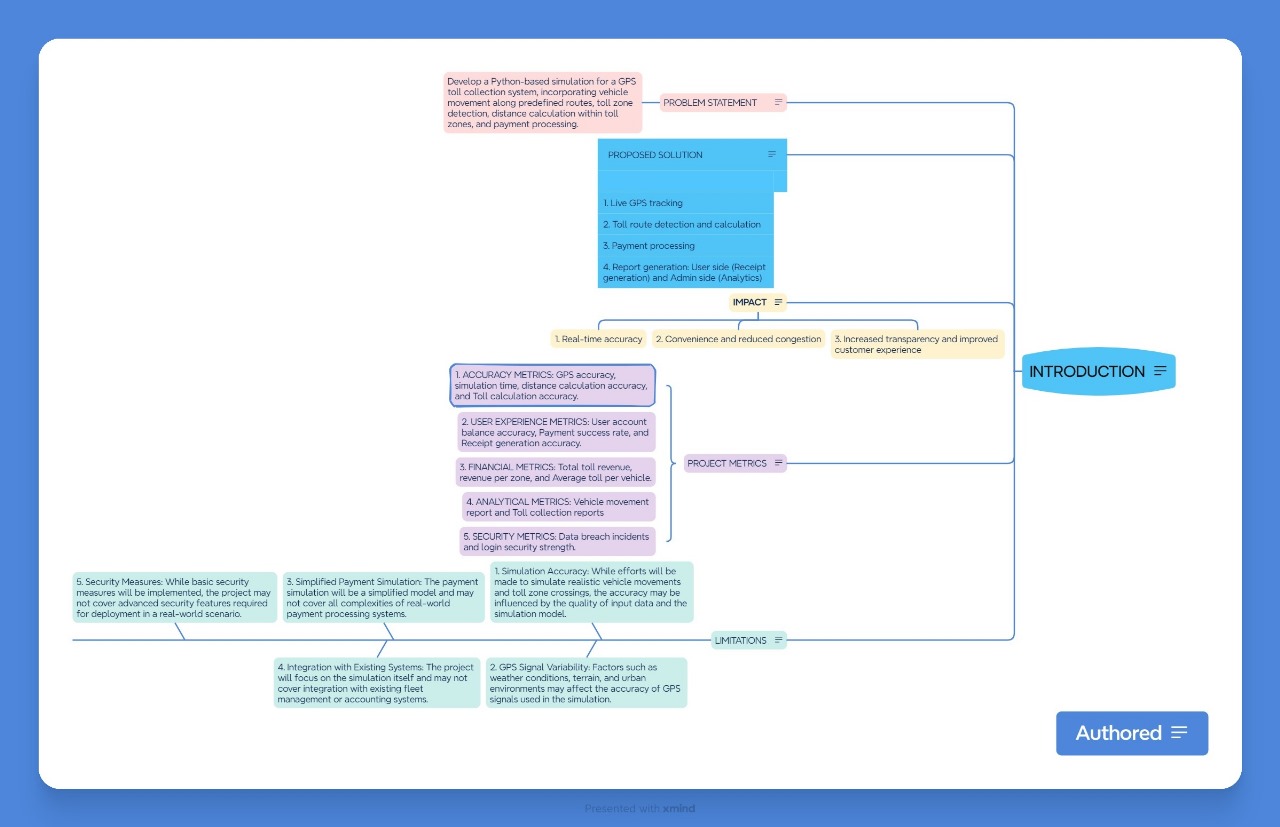 Develop a Python-based simulation for a GPS
toll collection system, incorporating vehicle
movement along predefined routes, toll zone
detection, distance calculation within toll
zones, and payment processing.
PROBLEM STATEMENT
PROPOSED SOLUTION
1. Live GPS tracking
2. Toll route detection and calculation
3. Payment processing
4. Report generation: User side (Receipt
generation) and Admin side (Analytics)
IMPACT
1. Real-time accuracy
2. Convenience and reduced congestion
3. Increased transparency and improved
customer experience
INTRODUCTION
1. ACCURACY METRICS: GPS accuracy,
simulation time, distance calculation accuracy,
and Toll calculation accuracy.
2. USER EXPERIENCE METRICS: User account
balance accuracy, Payment success rate, and
Receipt generation accuracy.
3. FINANCIAL METRICS: Total toll revenue,
revenue per zone, and Average toll per vehicle.
4. ANALYTICAL METRICS: Vehicle movement
report and Toll collection reports
5. SECURITY METRICS: Data breach incidents
and login security strength.
PROJECT METRICS
1. Simulation Accuracy: While efforts will be
made to simulate realistic vehicle movements
and toll zone crossings, the accuracy may be
influenced by the quality of input data and the
simulation model.
3. Simplified Payment Simulation: The payment
simulation will be a simplified model and may
not cover all complexities of real-world
payment processing systems.
5. Security Measures: While basic security
measures will be implemented, the project may
not cover advanced security features required
for deployment in a real-world scenario.
LIMITATIONS
2. GPS Signal Variability: Factors such as
weather conditions, terrain, and urban
environments may affect the accuracy of GPS
signals used in the simulation.
4. Integration with Existing Systems: The project
will focus on the simulation itself and may not
cover integration with existing fleet
management or accounting systems.
Authored
Presented with xmind